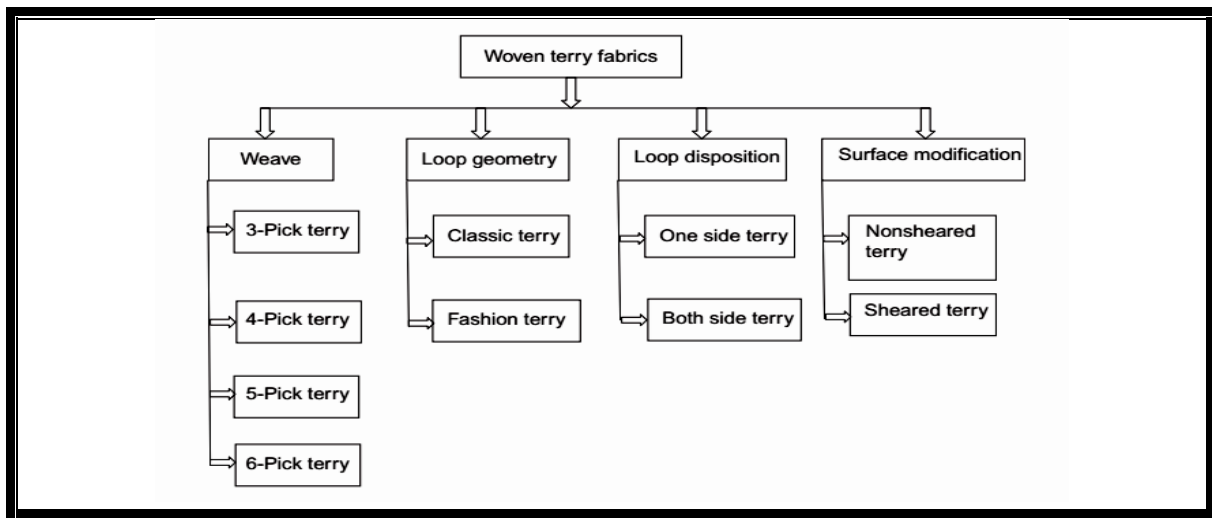 Woven terry fabrics
Weave
Loop geometry
Loop disposition
Surface modification
3-Pick terry
Classic terry
One side terry
Nonsheared
terry
4-Pick terry
Fashion terry
Both side terry
Sheared terry
5-Pick terry
6-Pick terry